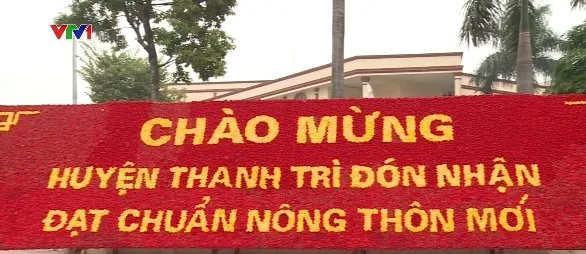 VTV1
CHÀO MỪNG
HUYỆN THANH TRÌ ĐÓN NHẬN
ĐẠT CHUẨN NÔNG THÔN MỚI